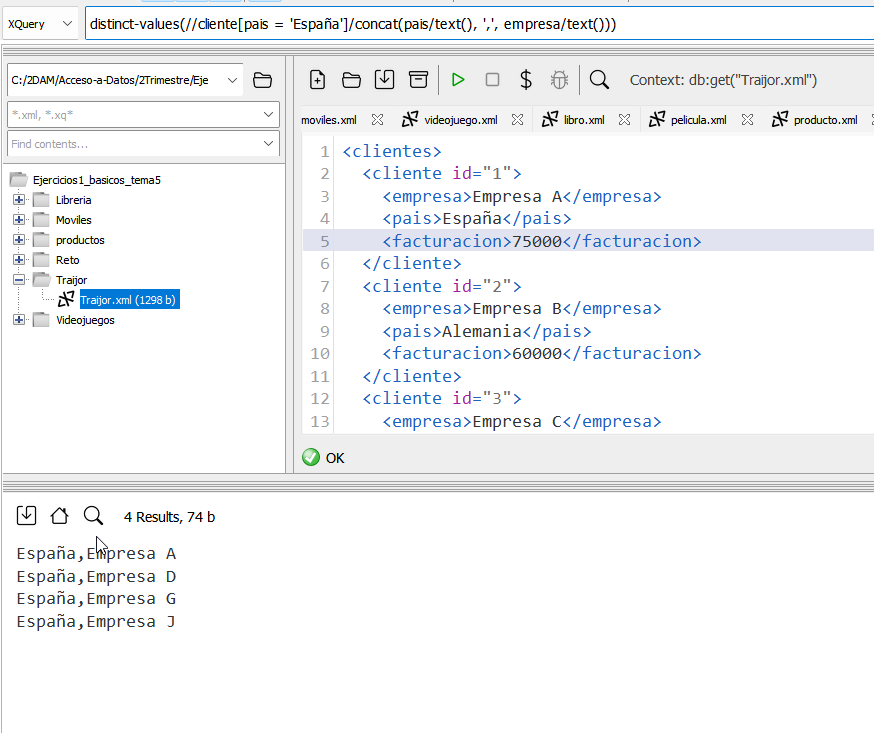 XQuery
distinct-values(//cliente[pais = 'España']/concat(pais/text(), ',', empresa/text()))
C:/2DAM/Acceso-a-Datos/2Trimestre/Eje
*.xml, *.xq*
Find contents...
Ejercicios1_basicos_tema5
Libreria
Moviles
productos
Reto
Traijor
Traijor.xml (1298 b)
Videojuegos
Context: db:get("Traijor.xml")
moviles.xml videojuego.xml libro.xml pelicula.xml producto.xml
1 <clientes>
2 <cliente id="1">
3 <empresa>Empresa A</empresa>
4 <pais>España</pais>
5 <facturacion>75000</facturacion>
6 </cliente>
7 <cliente id="2">
8 <empresa>Empresa B</empresa>
9 <pais>Alemania</pais>
10 <facturacion>60000</facturacion>
11 </cliente>
12 <cliente id="3">
13 <empresa>Empresa C</empresa>
OK
4 Results, 74 b
España,Empresa A
España,Empresa D
España,Empresa G
España,Empresa J